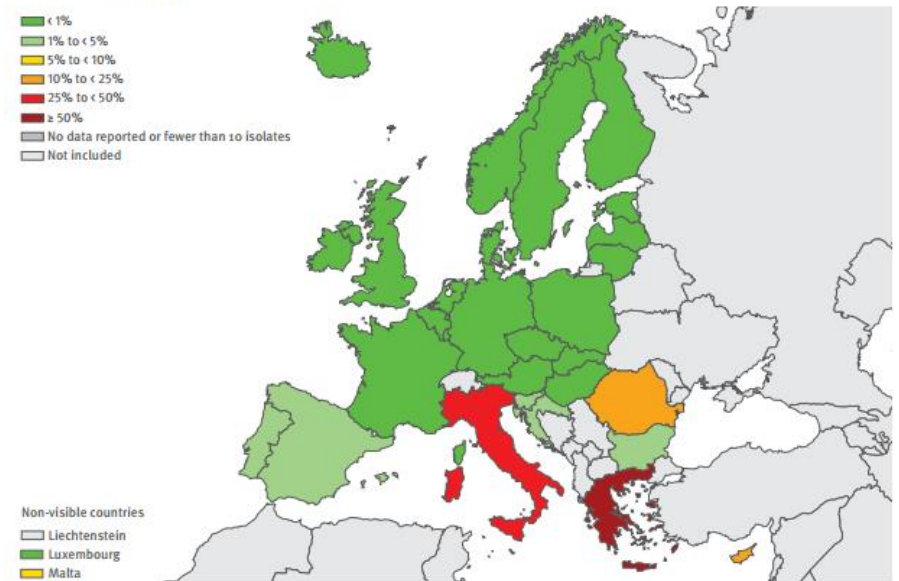 < 1%
1% to < 5%
5% to < 10%
10% to < 25%
25% to < 50%
≥ 50%
No data reported or fewer than 10 isolates
Not included
Non-visible countries
Liechtenstein
Luxembourg
Malta